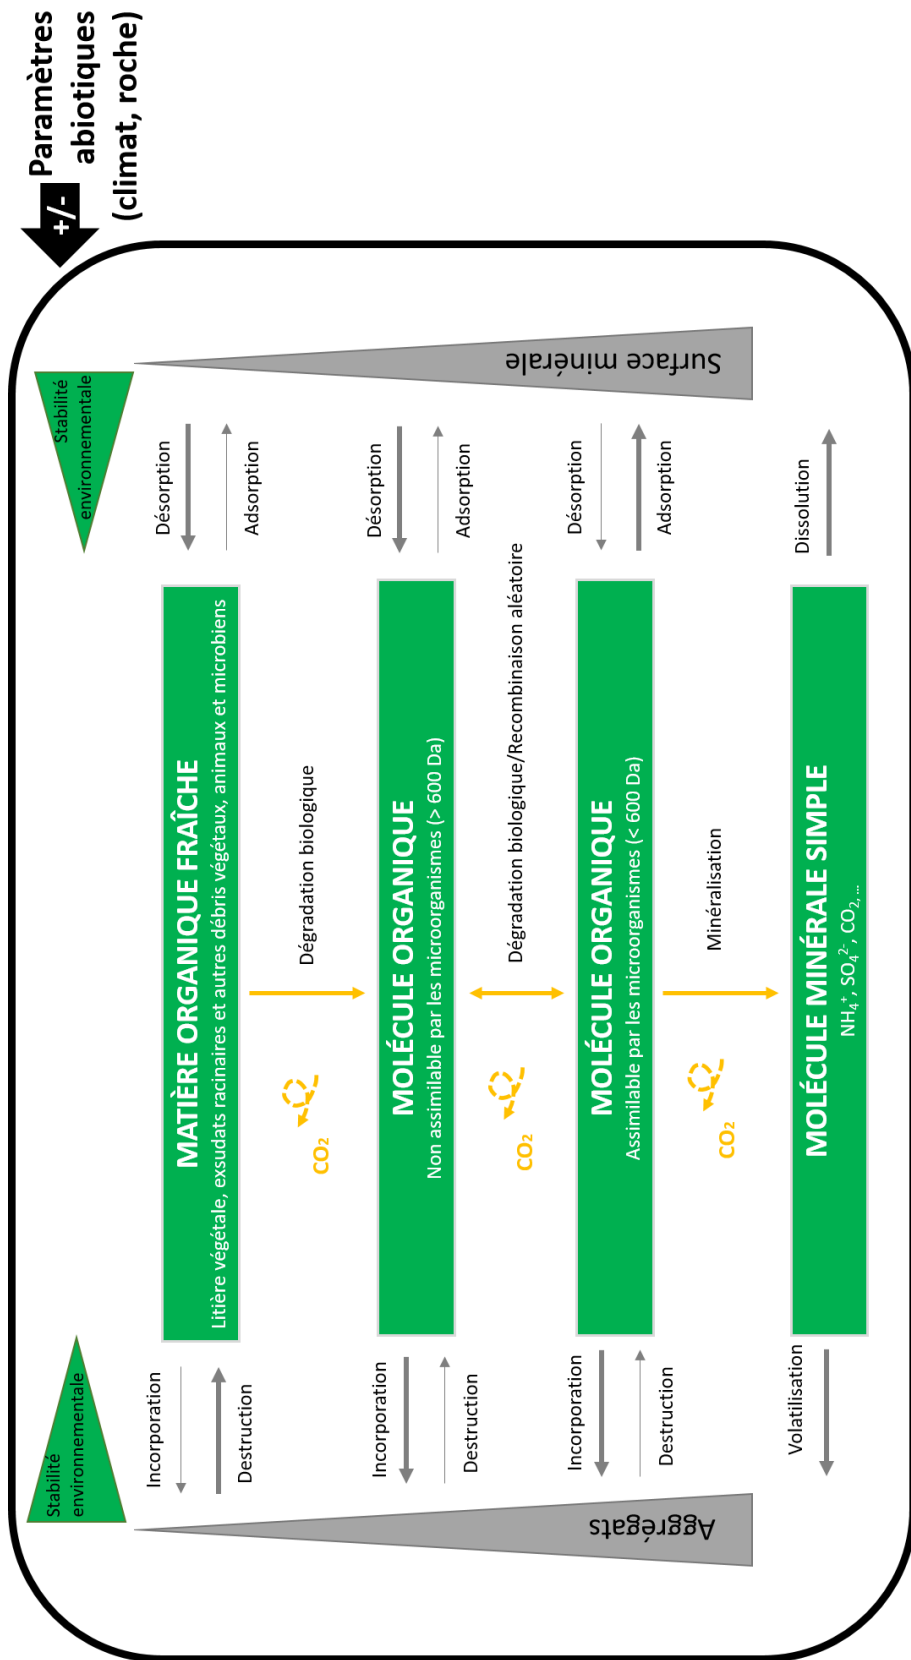 Paramètres
abiotiques
(climat, roche)
+/-
Stabilité
environnementale
Stabilité
environnementale
Incorporation
Destruction
MATIÈRE ORGANIQUE FRAÎCHE
Litière végétale, exsudats racinaires et autres débris végétaux, animaux et microbiens
Désorption
Adsorption
CO₂
Dégradation biologique
Incorporation
Destruction
MOLÉCULE ORGANIQUE
Non assimilable par les microorganismes (> 600 Da)
Désorption
Adsorption
CO₂
Dégradation biologique/Recombinaison aléatoire
Incorporation
Destruction
MOLÉCULE ORGANIQUE
Assimilable par les microorganismes (< 600 Da)
Désorption
Adsorption
CO₂
Minéralisation
Volatilisation
MOLÉCULE MINÉRALE SIMPLE
NH₄⁺, SO₄²⁻, CO₂,...
Dissolution
Aggrégats
Surface minérale